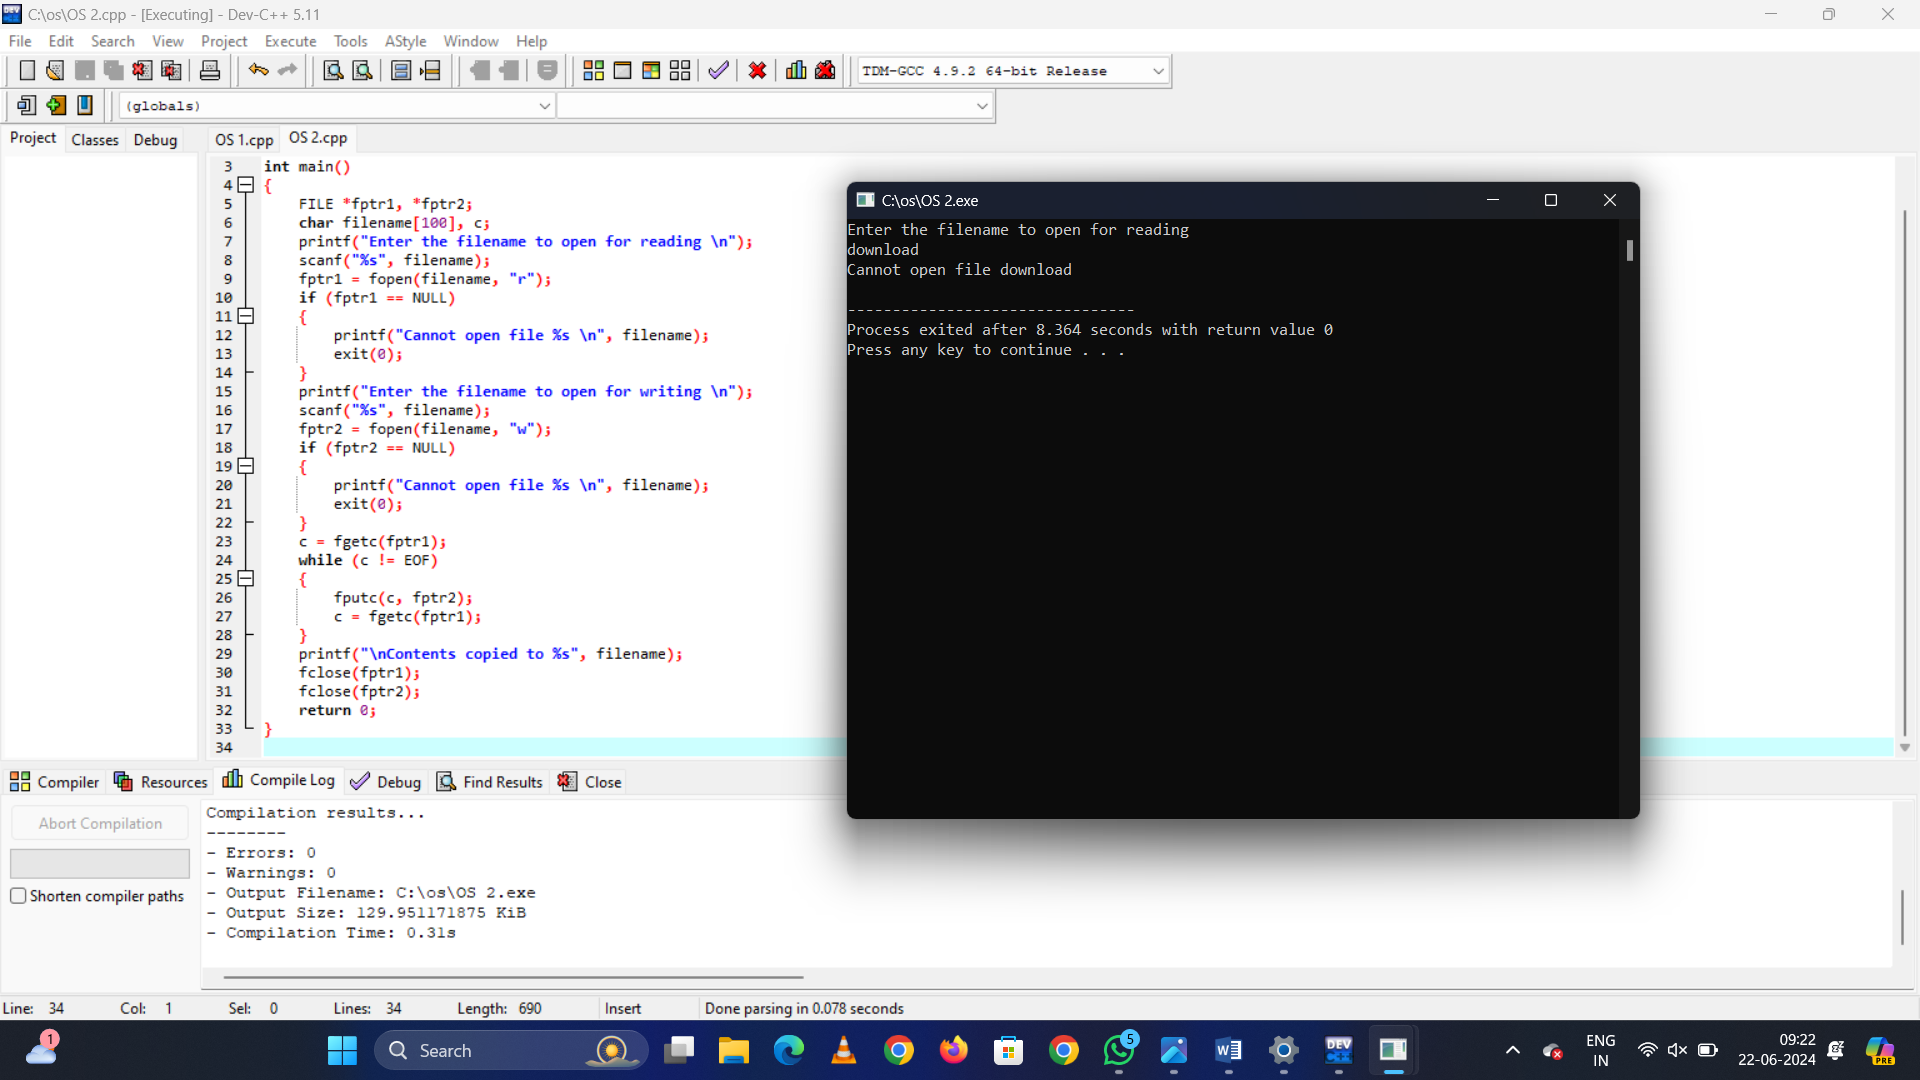 C:\os\OS 2.cpp - [Executing] - Dev-C++ 5.11
File Edit Search View Project Execute Tools AStyle Window Help
TDM-GCC 4.9.2 64-bit Release
(globals)
Project Classes Debug OS 1.cpp OS 2.cpp
3 int main()
4 {
5 FILE *fptr1, *fptr2;
6 char filename[100], c;
7 printf("Enter the filename to open for reading \n");
8 scanf("%s", filename);
9 fptr1 = fopen(filename, "r");
10 if (fptr1 == NULL)
11 {
12 printf("Cannot open file %s \n", filename);
13 exit(0);
14 }
15 printf("Enter the filename to open for writing \n");
16 scanf("%s", filename);
17 fptr2 = fopen(filename, "w");
18 if (fptr2 == NULL)
19 {
20 printf("Cannot open file %s \n", filename);
21 exit(0);
22 }
23 c = fgetc(fptr1);
24 while (c != EOF)
25 {
26 fputc(c, fptr2);
27 c = fgetc(fptr1);
28 }
29 printf("\nContents copied to %s", filename);
30 fclose(fptr1);
31 fclose(fptr2);
32 return 0;
33 }
34
C:\os\OS 2.exe
Enter the filename to open for reading
download
Cannot open file download
--------------------------------
Process exited after 8.364 seconds with return value 0
Press any key to continue . . .
Compiler Resources Compile Log Debug Find Results Close
Abort Compilation
Shorten compiler paths
Compilation results...
--------
- Errors: 0
- Warnings: 0
- Output Filename: C:\os\OS 2.exe
- Output Size: 129.951171875 KiB
- Compilation Time: 0.31s
Line: 34 Col: 1 Sel: 0 Lines: 34 Length: 690 Insert Done parsing in 0.078 seconds
1
Search
5
DEV
ENG
IN
09:22
22-06-2024
PRE